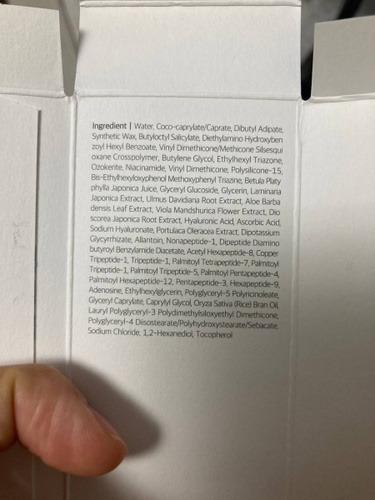 Ingredient | Water, Coco-caprylate/Caprate, Dibutyl Adipate,
Synthetic Wax, Butyloctyl Salicylate, Diethylamino Hydroxyben
zoyl Hexyl Benzoate, Vinyl Dimethicone/Methicone Silsesqui
oxane Crosspolymer, Butylene Glycol, Ethylhexyl Triazone,
Ozokerite, Niacinamide, Vinyl Dimethicone, Polysilicone-15,
Bis-Ethylhexyloxyphenol Methoxyphenyl Triazine, Betula Platy
phylla Japonica Juice, Glyceryl Glucoside, Glycerin, Laminaria
Japonica Extract, Ulmus Davidiana Root Extract, Aloe Barba
densis Leaf Extract, Viola Mandshurica Flower Extract, Dio
scorea Japonica Root Extract, Hyaluronic Acid, Ascorbic Acid,
Sodium Hyaluronate, Portulaca Oleracea Extract, Dipotassium
Glycyrrhizate, Allantoin, Nonapeptide-1, Dipeptide Diamino
butyroyl Benzylamide Diacetate, Acetyl Hexapeptide-8, Copper
Tripeptide-1, Tripeptide-1, Palmitoyl Tetrapeptide-7, Palmitoyl
Tripeptide-1, Palmitoyl Tripeptide-5, Palmitoyl Pentapeptide-4,
Palmitoyl Hexapeptide-12, Pentapeptide-3, Hexapeptide-9,
Adenosine, Ethylhexylglycerin, Polyglyceryl-5 Polyricinoleate,
Glyceryl Caprylate, Caprylyl Glycol, Oryza Sativa (Rice) Bran Oil,
Lauryl Polyglyceryl-3 Polydimethylsiloxyethyl Dimethicone,
Polyglyceryl-4 Diisostearate/Polyhydroxystearate/Sebacate,
Sodium Chloride, 1,2-Hexanediol, Tocopherol